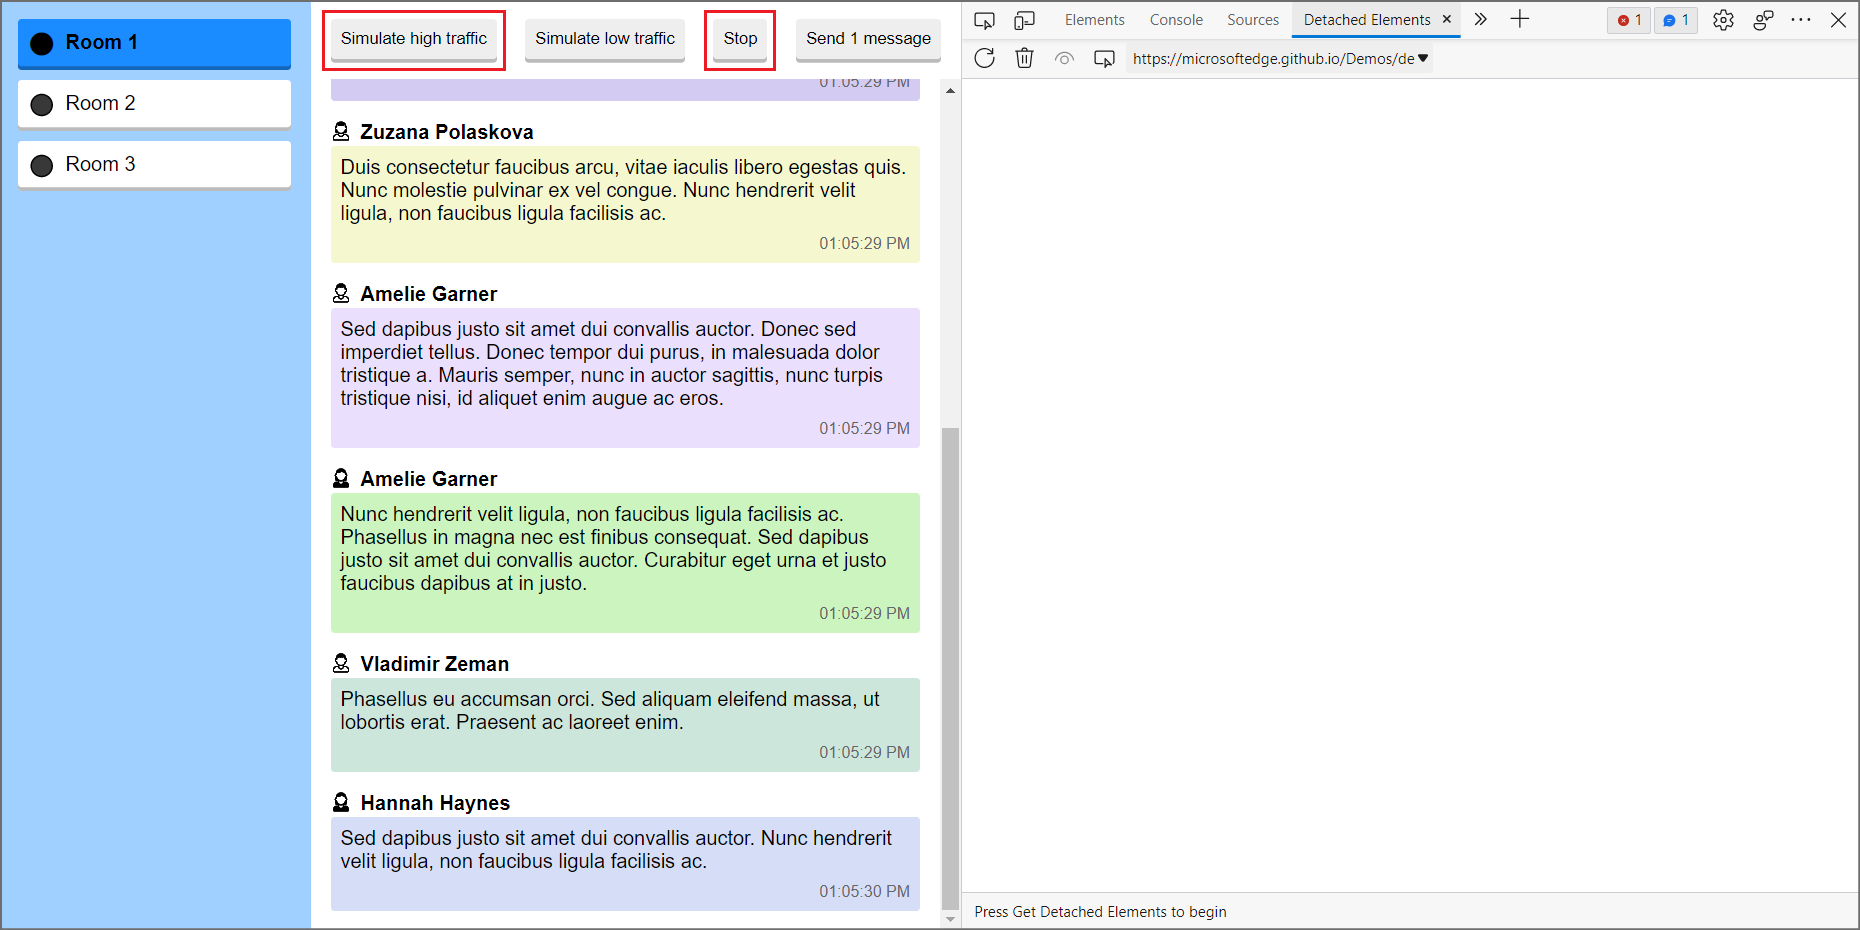 Room 1
Room 2
Room 3
Simulate high traffic
Simulate low traffic
Stop
Send 1 message
01:05:29 PM
Zuzana Polaskova
Duis consectetur faucibus arcu, vitae iaculis libero egestas quis.
Nunc molestie pulvinar ex vel congue. Nunc hendrerit velit
ligula, non faucibus ligula facilisis ac.
01:05:29 PM
Amelie Garner
Sed dapibus justo sit amet dui convallis auctor. Donec sed
imperdiet tellus. Donec tempor dui purus, in malesuada dolor
tristique a. Mauris semper, nunc in auctor sagittis, nunc turpis
tristique nisi, id aliquet enim augue ac eros.
01:05:29 PM
Amelie Garner
Nunc hendrerit velit ligula, non faucibus ligula facilisis ac.
Phasellus in magna nec est finibus consequat. Sed dapibus
justo sit amet dui convallis auctor. Curabitur eget urna et justo
faucibus dapibus at in justo.
01:05:29 PM
Vladimir Zeman
Phasellus eu accumsan orci. Sed aliquam eleifend massa, ut
lobortis erat. Praesent ac laoreet enim.
01:05:29 PM
Hannah Haynes
Sed dapibus justo sit amet dui convallis auctor. Nunc hendrerit
velit ligula, non faucibus ligula facilisis ac.
01:05:30 PM
Elements
Console
Sources
Detached Elements
1
1
https://microsoftedge.github.io/Demos/de
Press Get Detached Elements to begin